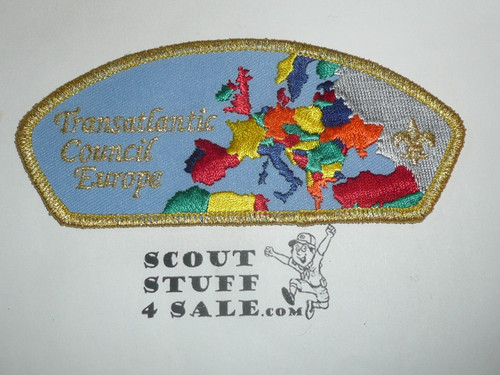 Transatlantic
Council
Europe
SCOUT
STUFF
4 SALE.COM